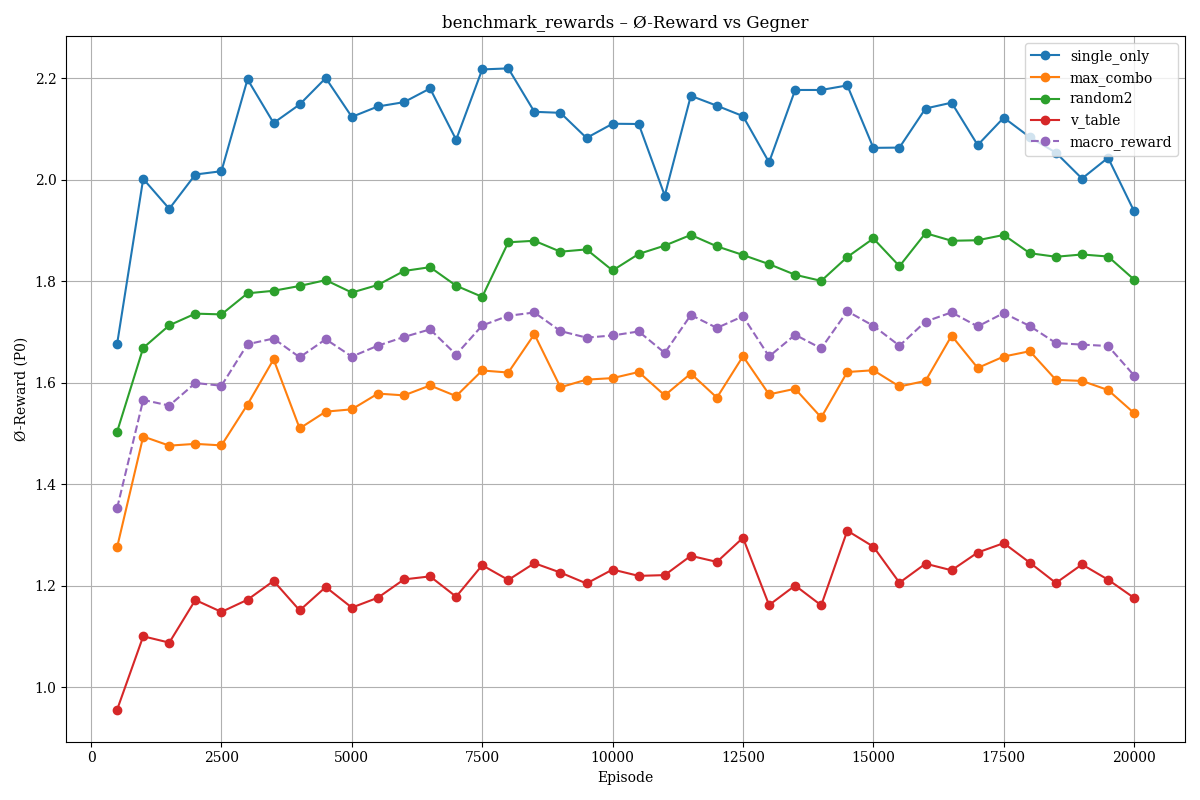 benchmark_rewards – Ø-Reward vs Gegner
single_only
max_combo
random2
v_table
macro_reward
2.2
2.0
1.8
1.6
1.4
1.2
1.0
Ø-Reward (P0)
0 2500 5000 7500 10000 12500 15000 17500 20000
Episode